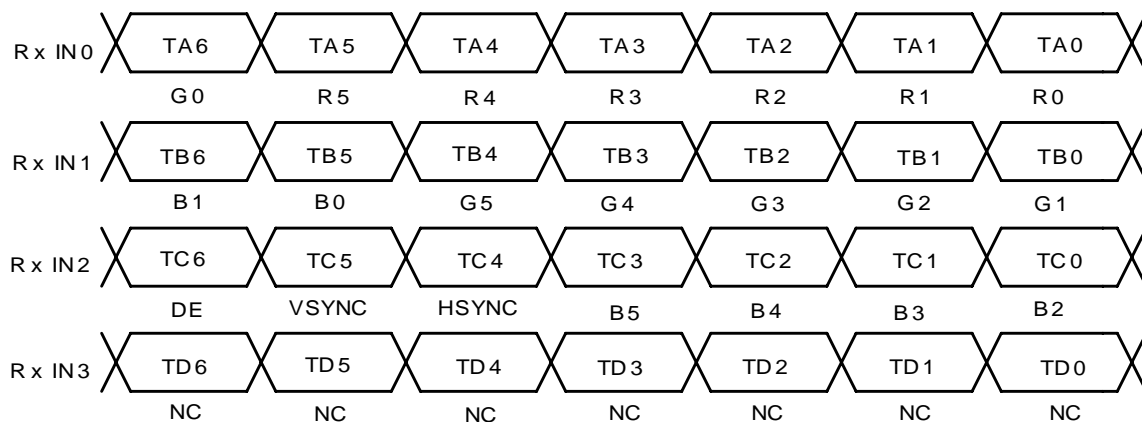 Rx IN0 TA6 TA5 TA4 TA3 TA2 TA1 TA0
G0 R5 R4 R3 R2 R1 R0
Rx IN1 TB6 TB5 TB4 TB3 TB2 TB1 TB0
B1 B0 G5 G4 G3 G2 G1
Rx IN2 TC6 TC5 TC4 TC3 TC2 TC1 TC0
DE VSYNC HSYNC B5 B4 B3 B2
Rx IN3 TD6 TD5 TD4 TD3 TD2 TD1 TD0
NC NC NC NC NC NC NC